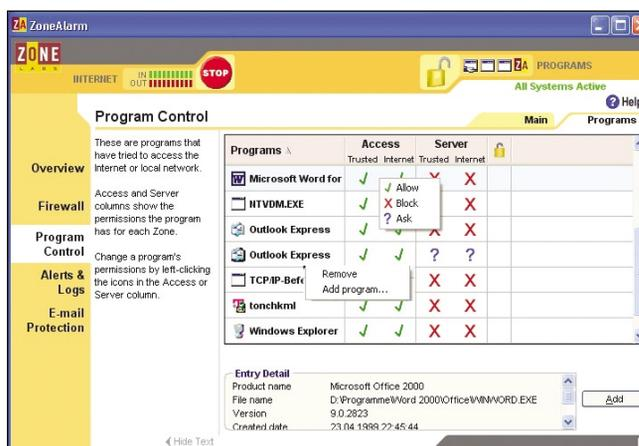 ZA ZoneAlarm
ZONE
LABS
INTERNET
IN
OUT
STOP
ZA PROGRAMS
All Systems Active
Help
Program Control
Main
Programs
Overview
Firewall
Program
Control
Alerts &
Logs
E-mail
Protection
These are programs that
have tried to access the
Internet or local network.
Access and Server
columns show the
permissions the program
has for each Zone.
Change a program's
permissions by left-clicking
the icons in the Access or
Server column.
Programs
Access
Server
Trusted Internet Trusted Internet
Microsoft Word for
NTVDM.EXE
Outlook Express
Outlook Express
? ?
TCP/IP-Befe
tonchkml
Windows Explorer
Allow
X Block
? Ask
Remove
Add program...
Entry Detail
Product name Microsoft Office 2000
File name D:\Programme\Word 2000\Office\WINWORD.EXE
Version 9.0.2823
Created date 23.04.1999 22:45:44
Add
Hide Text